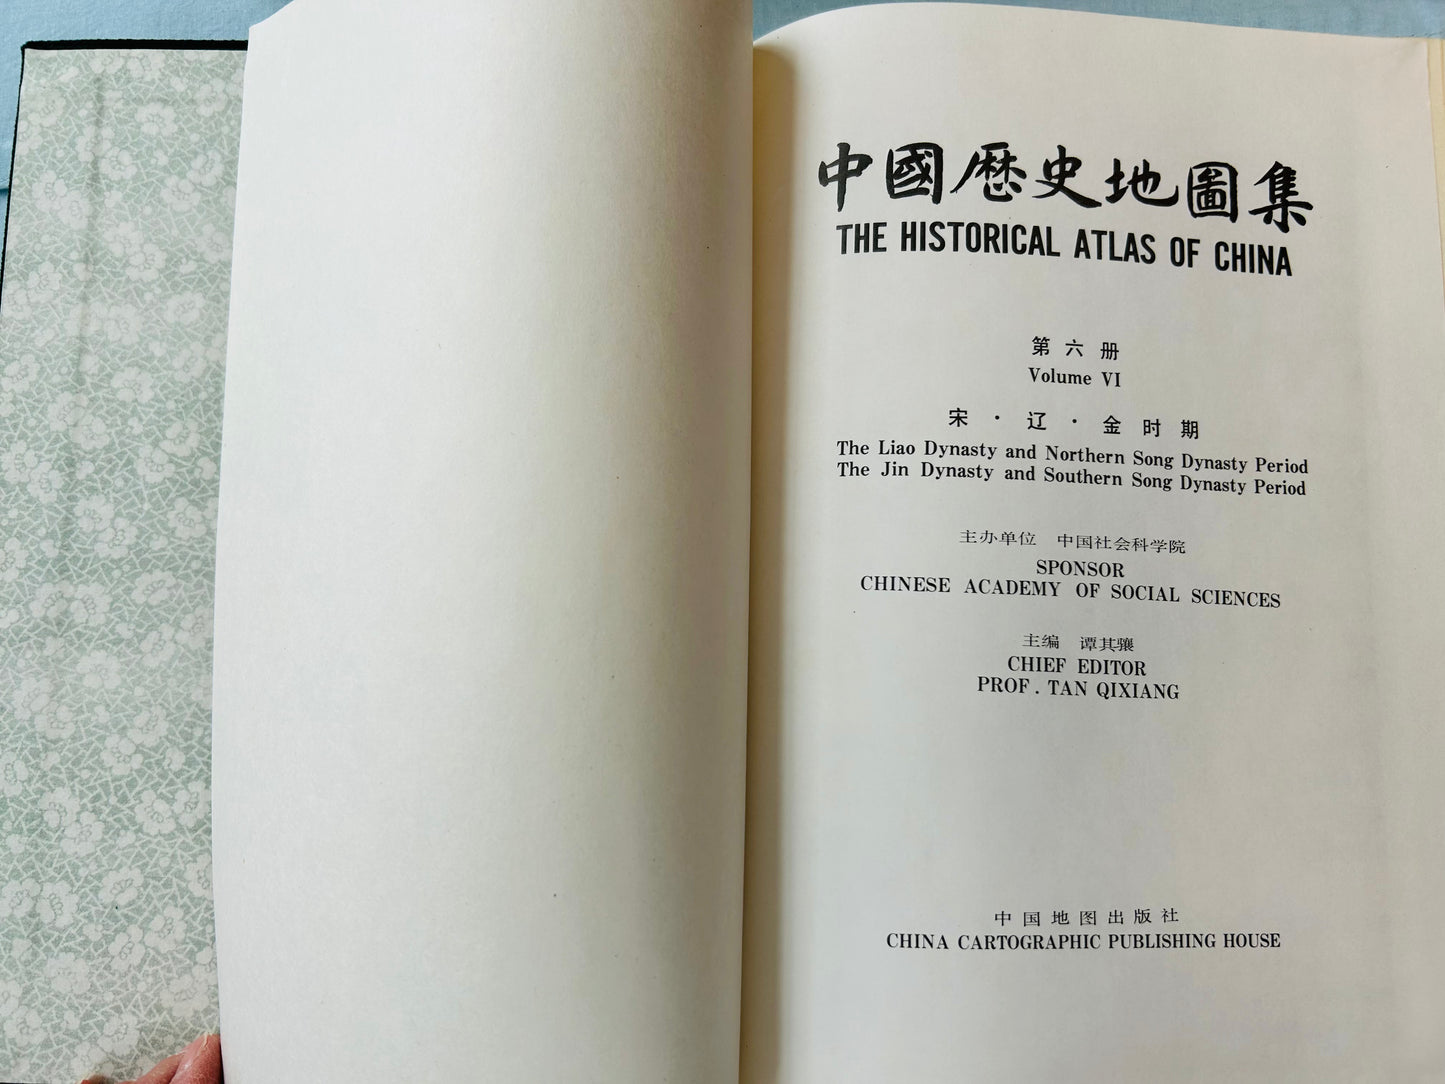 中國歷史地圖集
THE HISTORICAL ATLAS OF CHINA
第六册
Volume VI
宋·辽·金时期
The Liao Dynasty and Northern Song Dynasty Period
The Jin Dynasty and Southern Song Dynasty Period
主办单位 中国社会科学院
SPONSOR
CHINESE ACADEMY OF SOCIAL SCIENCES
主编 谭其骧
CHIEF EDITOR
PROF. TAN QIXIANG
中国地图出版社
CHINA CARTOGRAPHIC PUBLISHING HOUSE